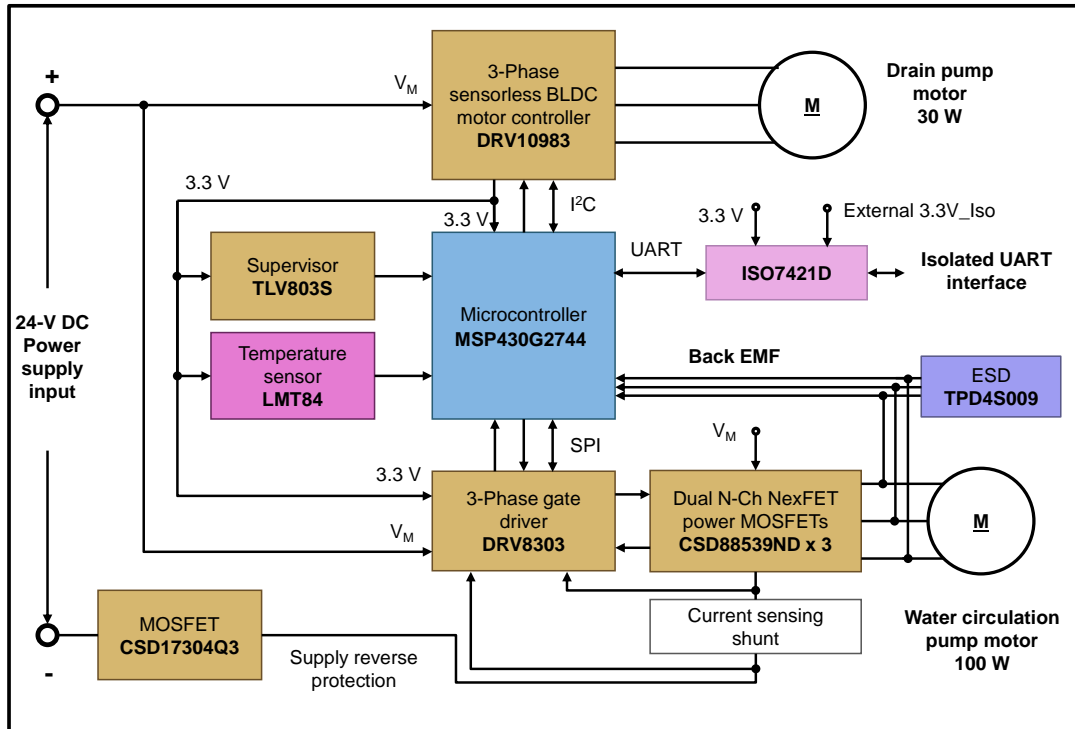 +
V_M
3-Phase
sensorless BLDC
motor controller
DRV10983
M
Drain pump
motor
30 W
3.3 V
3.3 V
I²C
3.3 V
External 3.3V_Iso
Supervisor
TLV803S
UART
ISO7421D
Isolated UART
interface
Microcontroller
MSP430G2744
24-V DC
Power
supply
input
Temperature
sensor
LMT84
Back EMF
ESD
TPD4S009
SPI
V_M
3.3 V
V_M
3-Phase gate
driver
DRV8303
Dual N-Ch NexFET
power MOSFETs
CSD88539ND x 3
M
MOSFET
CSD17304Q3
-
Supply reverse
protection
Current sensing
shunt
Water circulation
pump motor
100 W